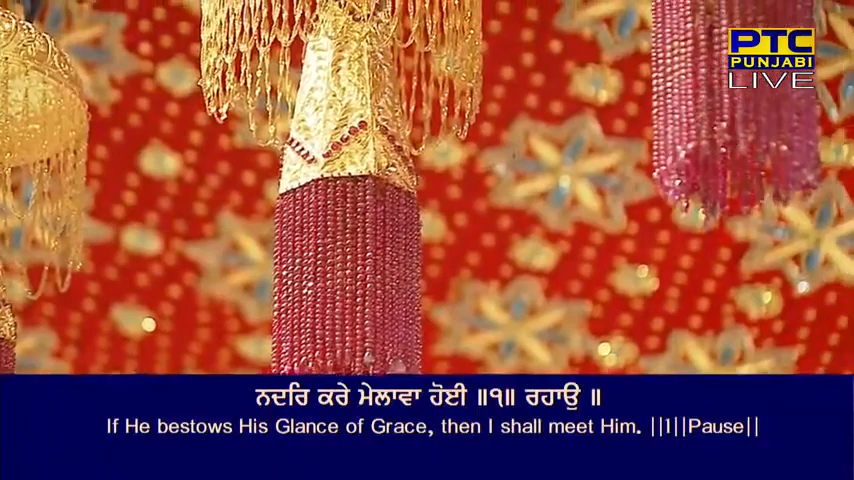 PTC
PUNJABI
LIVE
ਨਦਰਿ ਕਰੇ ਮੇਲਾਵਾ ਹੋਈ ॥੧॥ ਰਹਾਉ ॥
If He bestows His Glance of Grace, then I shall meet Him. ||1||Pause||